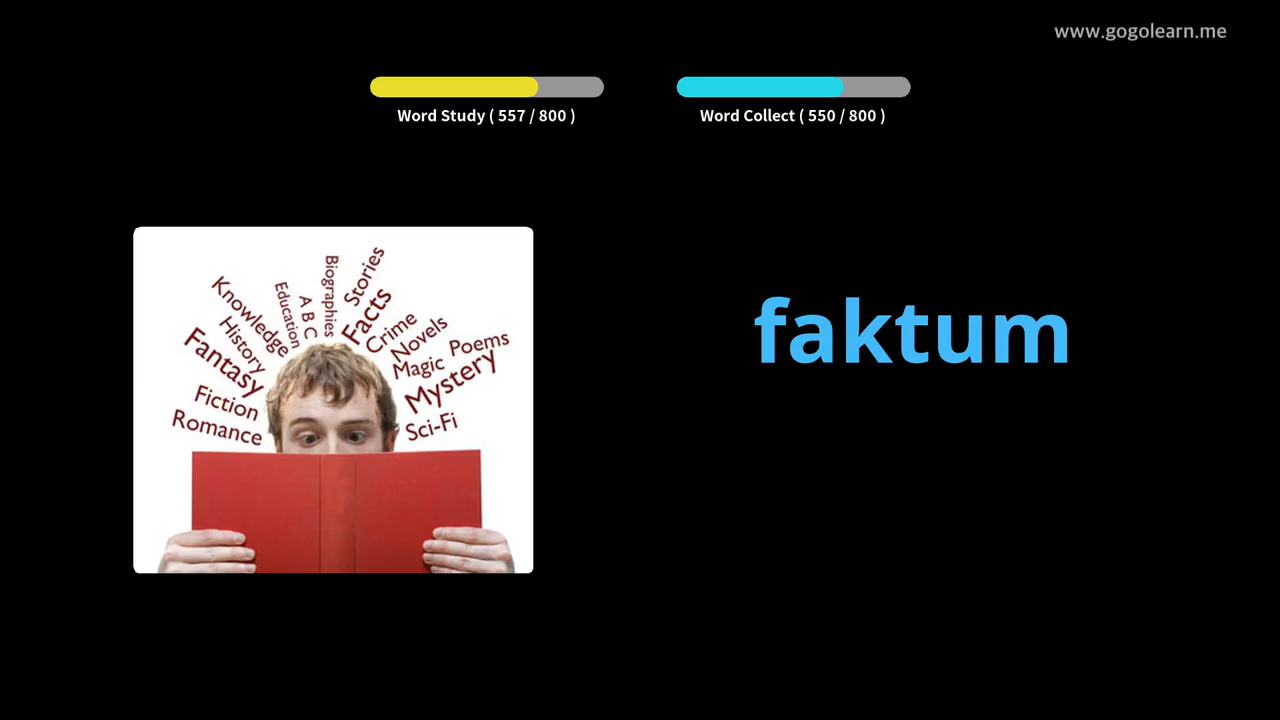 www.gogolearn.me
Word Study ( 557 / 800 )
Word Collect ( 550 / 800 )
Romance
Fiction
Fantasy
History
Knowledge
Education
A B C
Biographies
Stories
Facts
Crime
Novels
Magic
Poems
Mystery
Sci-Fi
faktum